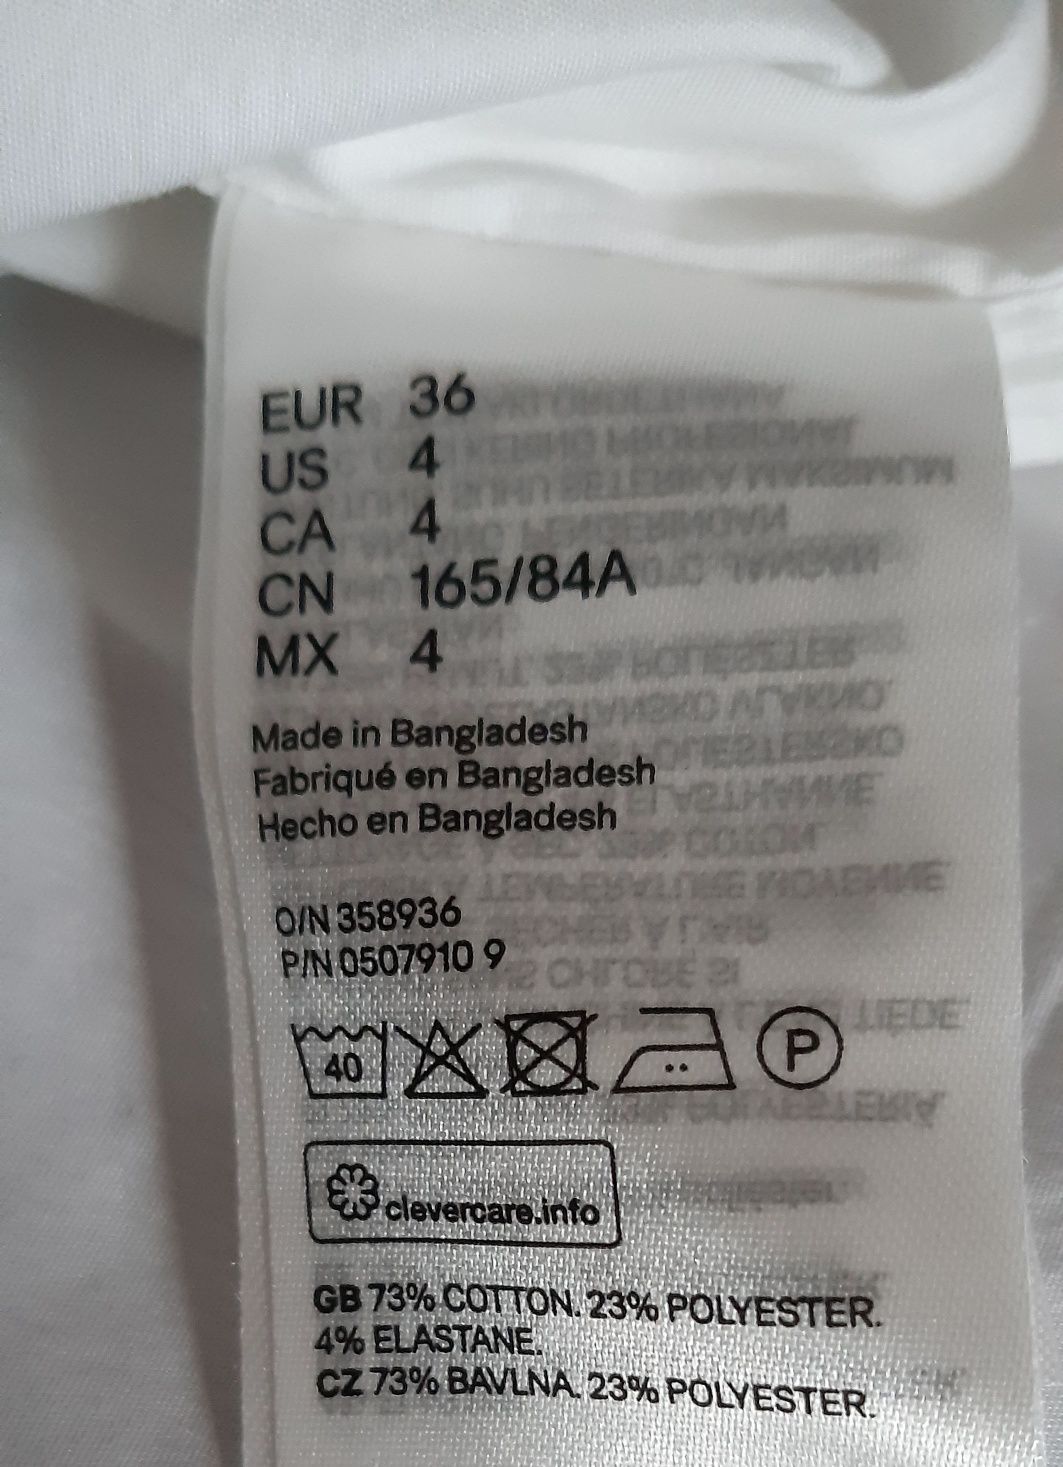 EUR 36
US 4
CA 4
CN 165/84A
MX 4
Made in Bangladesh
Fabriqué en Bangladesh
Hecho en Bangladesh
O/N 358936
P/N 0507910 9
40 P
clevercare.info
GB 73% COTTON. 23% POLYESTER.
4% ELASTANE.
CZ 73% BAVLNA. 23% POLYESTER.